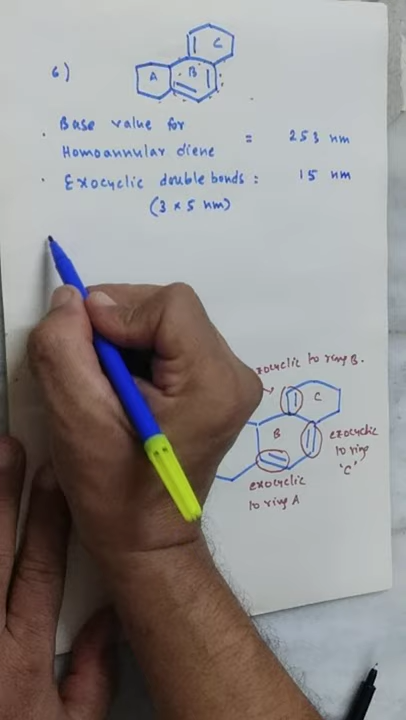 6)
C
A
B
Base value for
Homoannular diene = 253 nm
Exocyclic double bonds : 15 nm
(3 x 5 nm)
to ring B.
C
B
exocyclic
to ring
'C'
exocyclic
to ring A